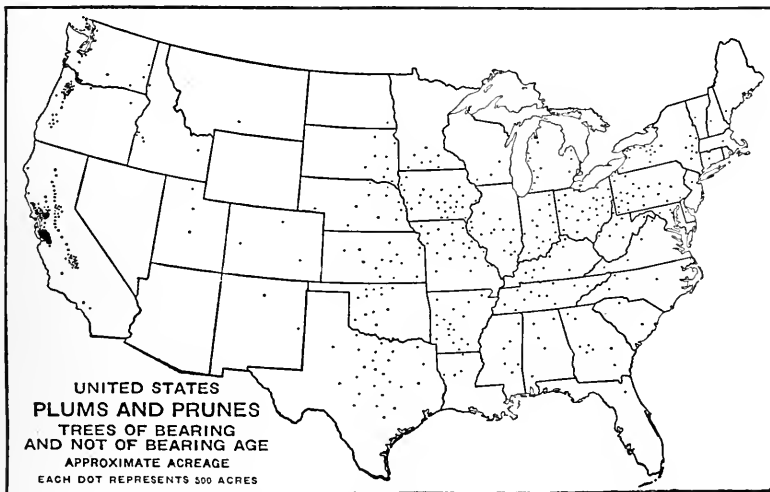 UNITED STATES
PLUMS AND PRUNES
TREES OF BEARING
AND NOT OF BEARING AGE
APPROXIMATE ACREAGE
EACH DOT REPRESENTS 500 ACRES